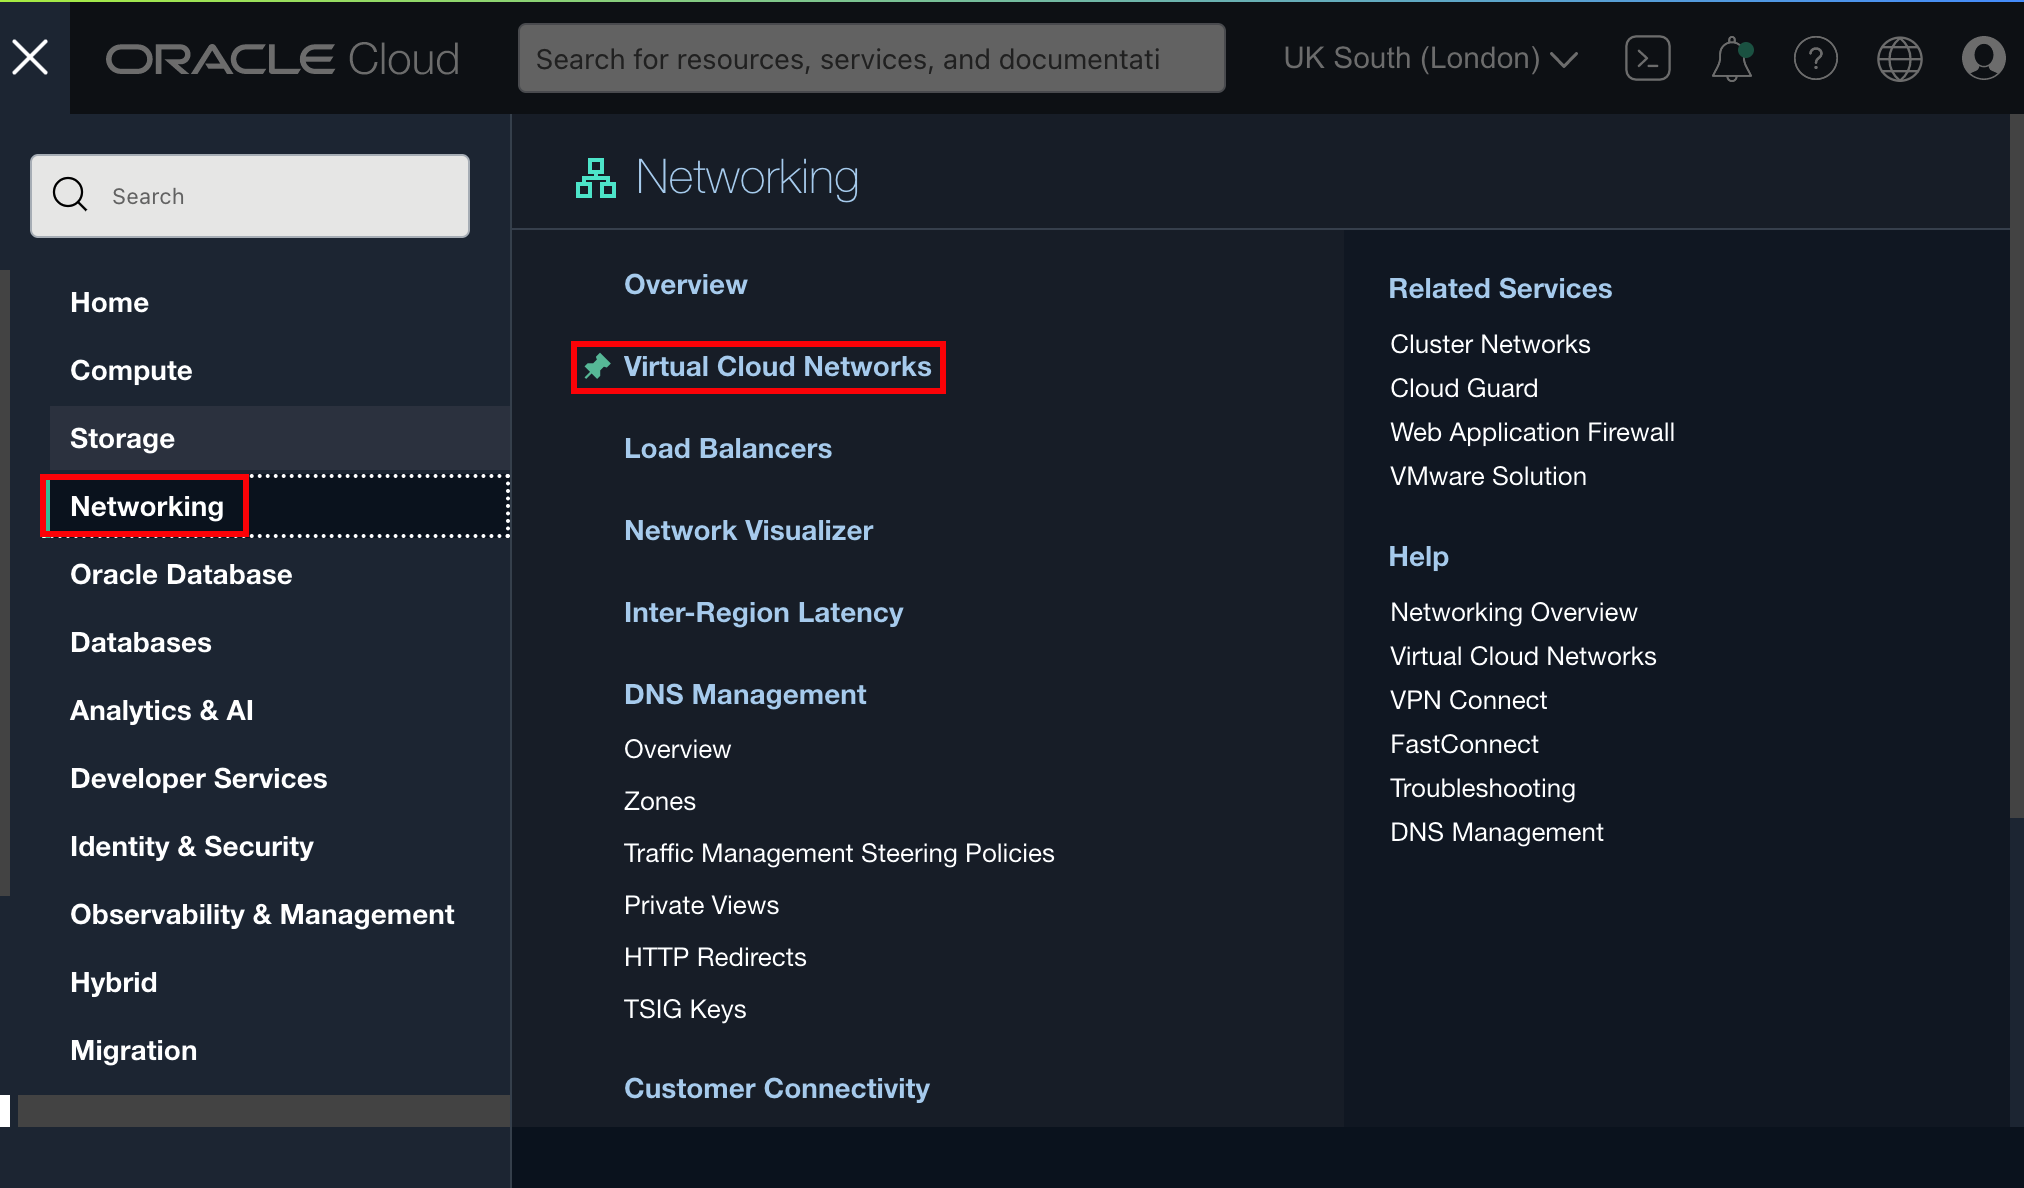 ORACLE Cloud
Search for resources, services, and documentati
UK South (London)
Search
Home
Compute
Storage
Networking
Oracle Database
Databases
Analytics & AI
Developer Services
Identity & Security
Observability & Management
Hybrid
Migration
Networking
Overview
Virtual Cloud Networks
Load Balancers
Network Visualizer
Inter-Region Latency
DNS Management
Overview
Zones
Traffic Management Steering Policies
Private Views
HTTP Redirects
TSIG Keys
Customer Connectivity
Related Services
Cluster Networks
Cloud Guard
Web Application Firewall
VMware Solution
Help
Networking Overview
Virtual Cloud Networks
VPN Connect
FastConnect
Troubleshooting
DNS Management